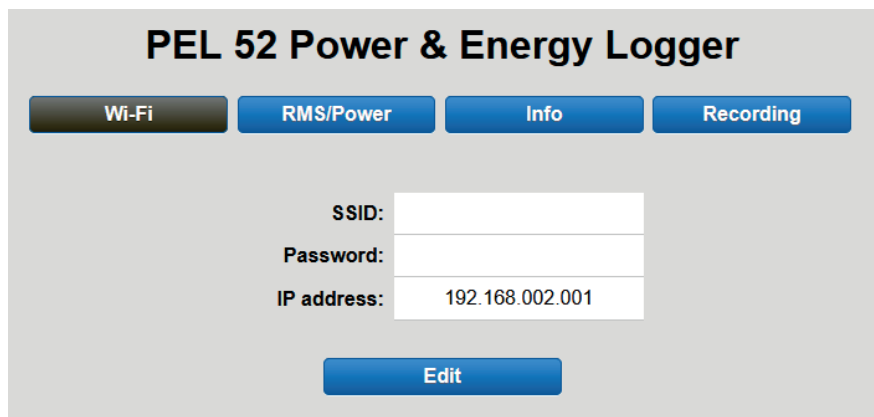 PEL 52 Power & Energy Logger
Wi-Fi RMS/Power Info Recording
SSID:
Password:
IP address: 192.168.002.001
Edit